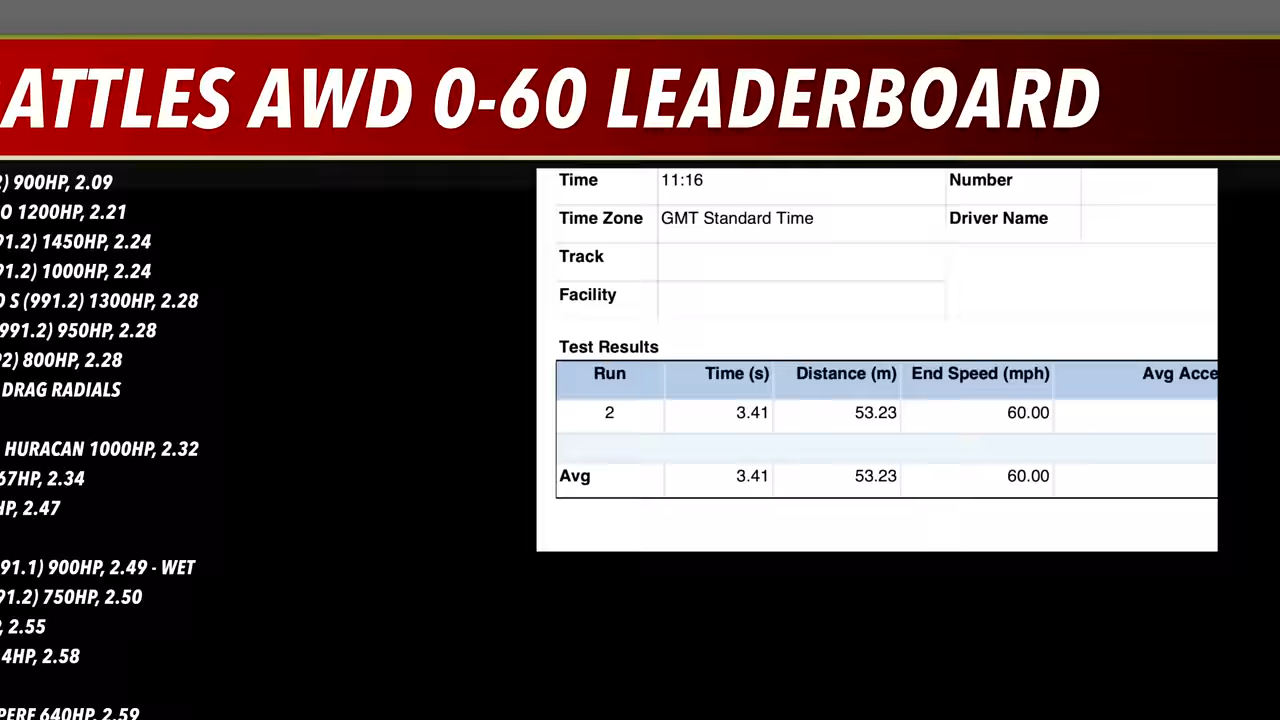 ATTLES AWD 0-60 LEADERBOARD
2) 900HP, 2.09
O 1200HP, 2.21
91.2) 1450HP, 2.24
91.2) 1000HP, 2.24
O S (991.2) 1300HP, 2.28
991.2) 950HP, 2.28
2) 800HP, 2.28
DRAG RADIALS
HURACAN 1000HP, 2.32
67HP, 2.34
HP, 2.47
91.1) 900HP, 2.49 - WET
91.2) 750HP, 2.50
, 2.55
4HP, 2.58
PERF 640HP, 2.59
Time 11:16 Number
Time Zone GMT Standard Time Driver Name
Track
Facility
Test Results
Run Time (s) Distance (m) End Speed (mph) Avg Acce
2 3.41 53.23 60.00
Avg 3.41 53.23 60.00